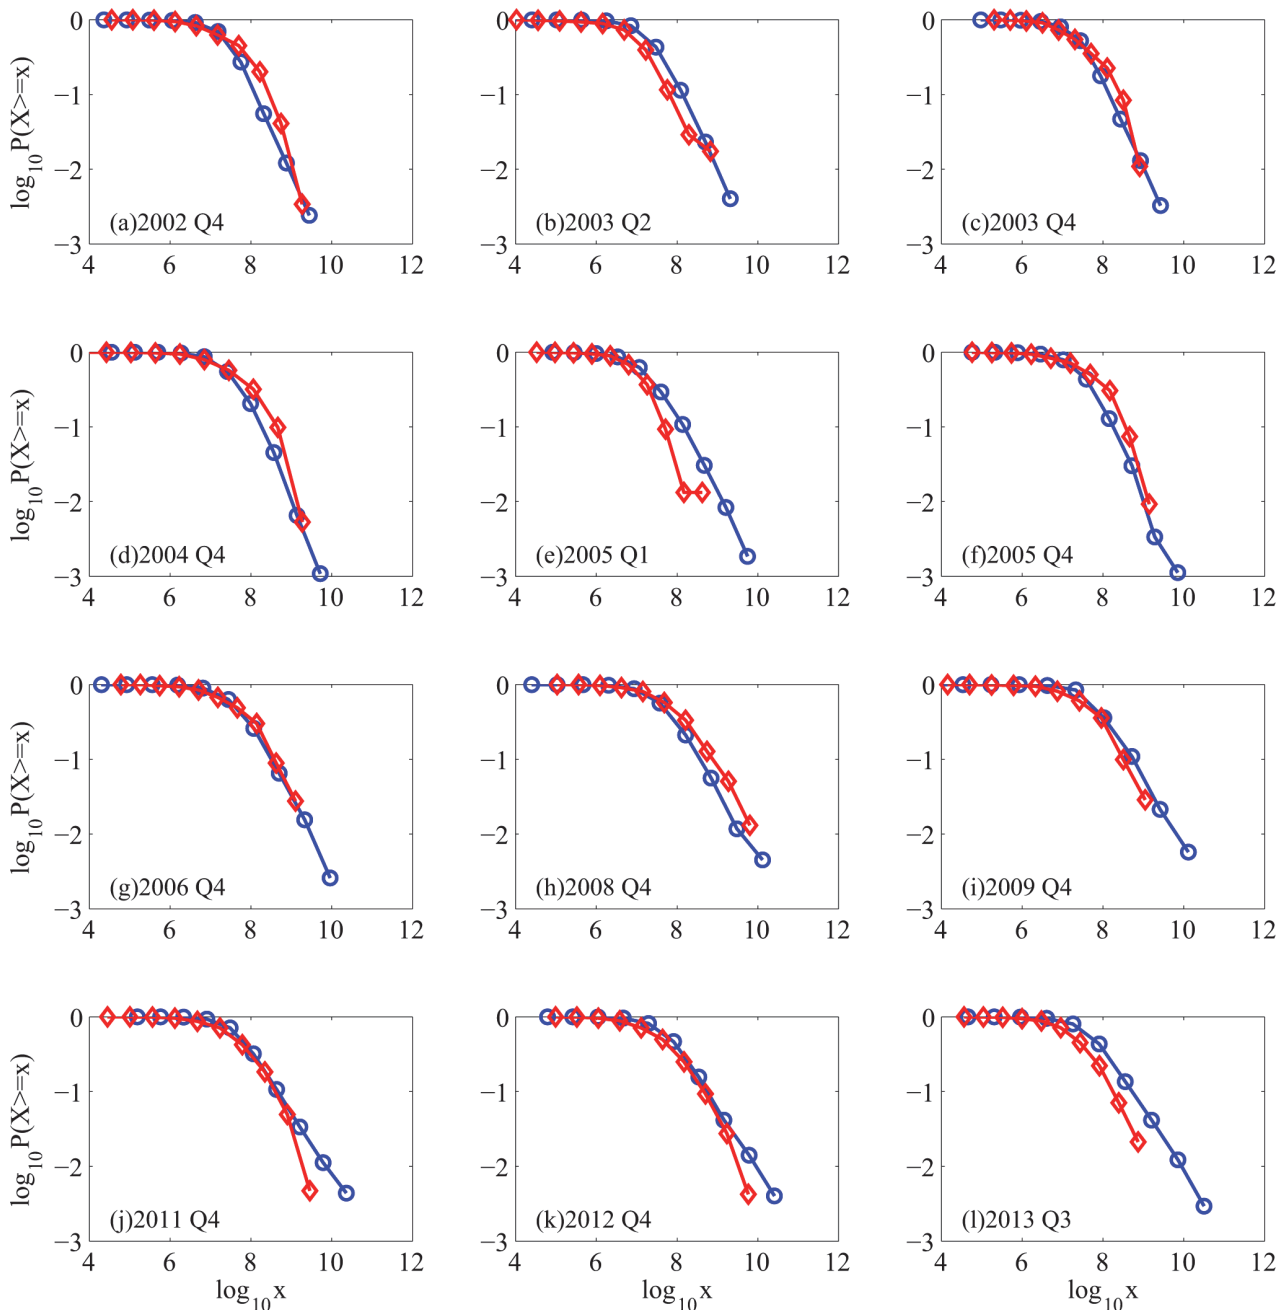 0
−1
−2
−3
4 6 8 10 12
log10P(X>=x)
(a)2002 Q4
0
−1
−2
−3
4 6 8 10 12
(b)2003 Q2
0
−1
−2
−3
4 6 8 10 12
(c)2003 Q4
0
−1
−2
−3
4 6 8 10 12
log10P(X>=x)
(d)2004 Q4
0
−1
−2
−3
4 6 8 10 12
(e)2005 Q1
0
−1
−2
−3
4 6 8 10 12
(f)2005 Q4
0
−1
−2
−3
4 6 8 10 12
log10P(X>=x)
(g)2006 Q4
0
−1
−2
−3
4 6 8 10 12
(h)2008 Q4
0
−1
−2
−3
4 6 8 10 12
(i)2009 Q4
0
−1
−2
−3
4 6 8 10 12
log10P(X>=x)
(j)2011 Q4
log10x
0
−1
−2
−3
4 6 8 10 12
(k)2012 Q4
log10x
0
−1
−2
−3
4 6 8 10 12
(l)2013 Q3
log10x